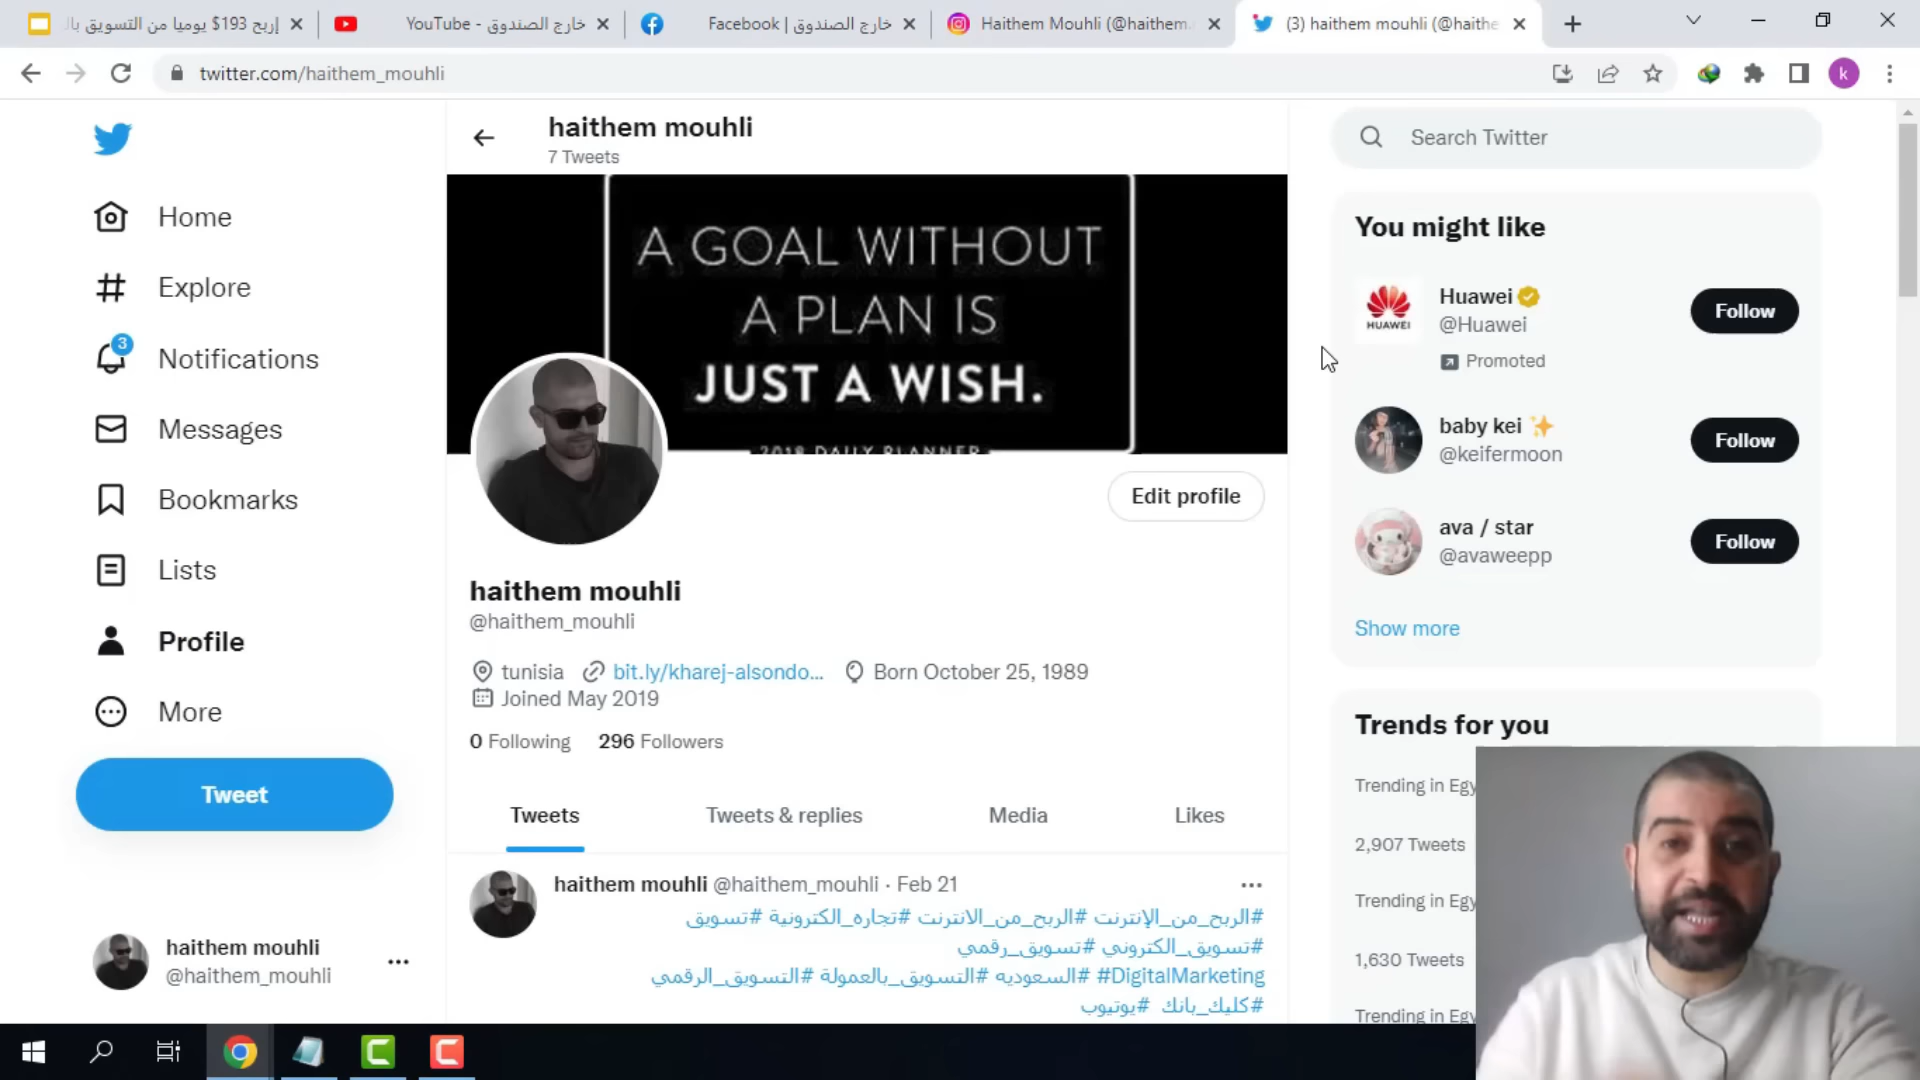 إربح 193$ يوميا من التسويق بال
خارج الصندوق - YouTube
خارج الصندوق | Facebook
Haithem Mouhli (@haithem.
(3) haithem mouhli (@haithe
twitter.com/haithem_mouhli
k
haithem mouhli
7 Tweets
Search Twitter
Home
Explore
3
Notifications
Messages
Bookmarks
Lists
Profile
More
Tweet
haithem mouhli
@haithem_mouhli
A GOAL WITHOUT
A PLAN IS
JUST A WISH.
2018 DAILY PLANNER
Edit profile
haithem mouhli
@haithem_mouhli
tunisia bit.ly/kharej-alsondo... Born October 25, 1989
Joined May 2019
0 Following 296 Followers
Tweets Tweets & replies Media Likes
haithem mouhli @haithem_mouhli · Feb 21
#الربح_من_الإنترنت #الربح_من_الانترنت #تجاره_الكترونية #تسويق
#تسويق_الكتروني #تسويق_رقمي
#DigitalMarketing #السعوديه #التسويق_بالعمولة #التسويق_الرقمي
#كليك_بانك #يوتيوب
You might like
Huawei
@Huawei
HUAWEI
Promoted
Follow
baby kei
@keifermoon
Follow
ava / star
@avaweepp
Follow
Show more
Trends for you
Trending in Egy
2,907 Tweets
Trending in Egy
1,630 Tweets
Trending in Egy